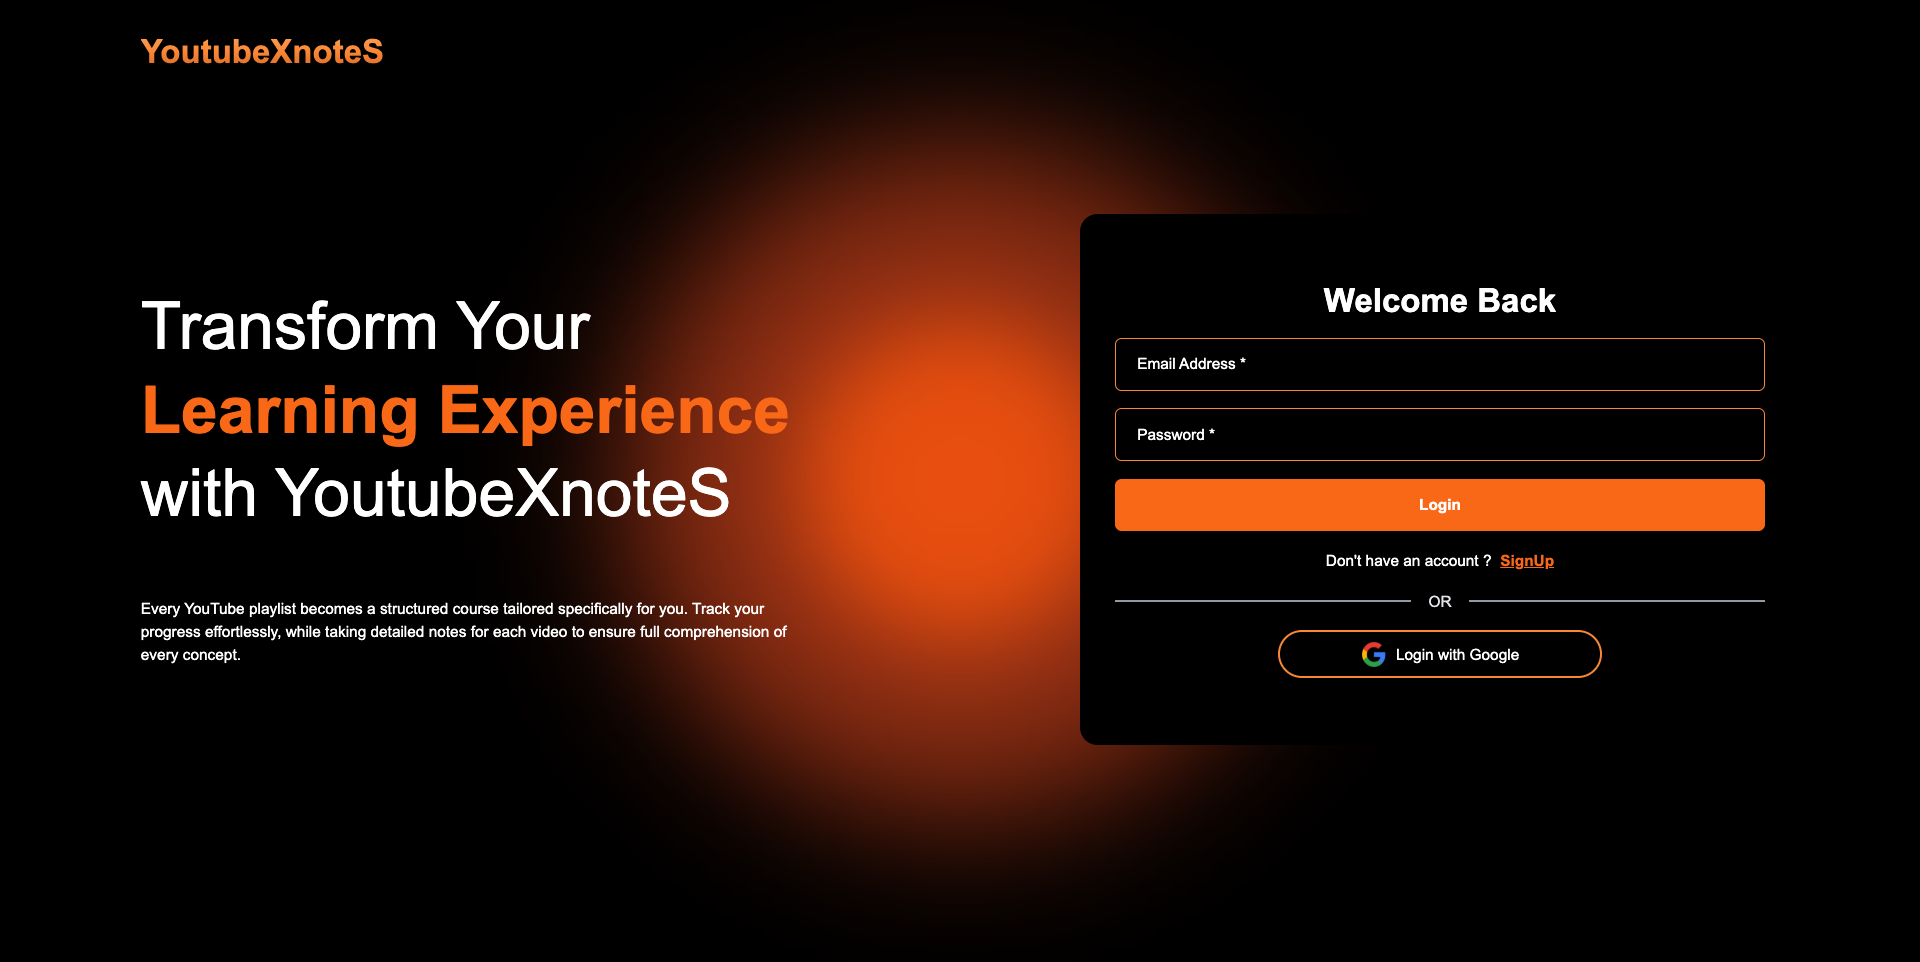 YoutubeXnoteS
Transform Your
Learning Experience
with YoutubeXnoteS
Every YouTube playlist becomes a structured course tailored specifically for you. Track your
progress effortlessly, while taking detailed notes for each video to ensure full comprehension of
every concept.
Welcome Back
Email Address *
Password *
Login
Don't have an account ? SignUp
OR
Login with Google